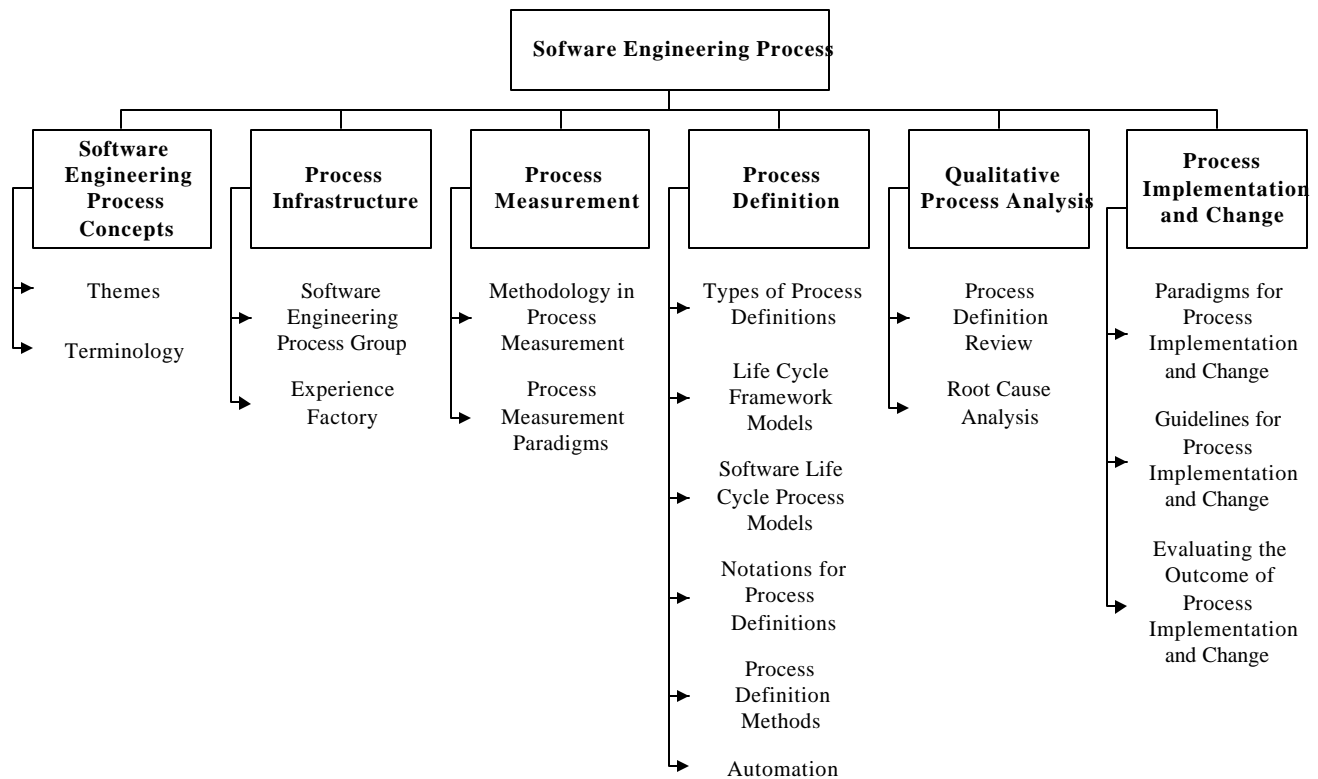 Sofware Engineering Process
Software
Engineering
Process
Concepts
Themes
Terminology
Process
Infrastructure
Software
Engineering
Process Group
Experience
Factory
Process
Measurement
Methodology in
Process
Measurement
Process
Measurement
Paradigms
Process
Definition
Types of Process
Definitions
Life Cycle
Framework
Models
Software Life
Cycle Process
Models
Notations for
Process
Definitions
Process
Definition
Methods
Automation
Qualitative
Process Analysis
Process
Definition
Review
Root Cause
Analysis
Process
Implementation
and Change
Paradigms for
Process
Implementation
and Change
Guidelines for
Process
Implementation
and Change
Evaluating the
Outcome of
Process
Implementation
and Change